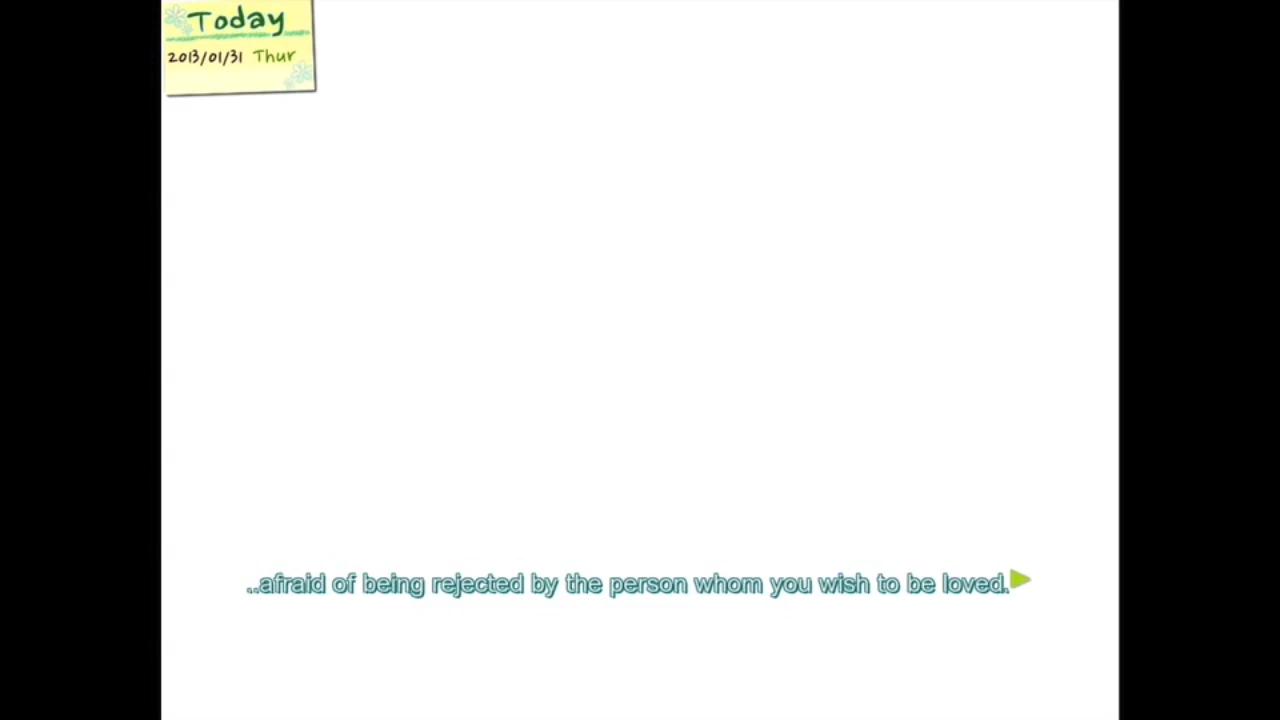 Today
2013/01/31 Thur
..afraid of being rejected by the person whom you wish to be loved.